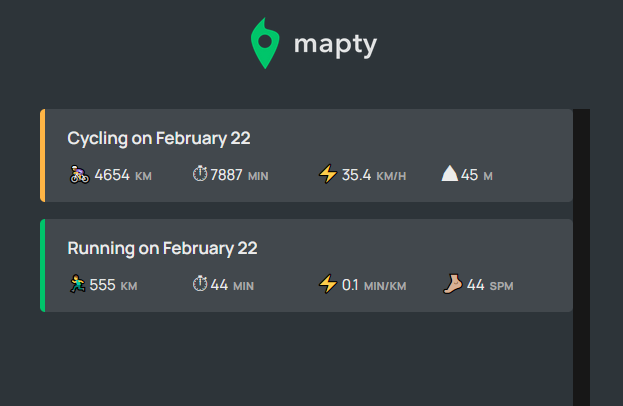 mapty
Cycling on February 22
4654 KM 7887 MIN 35.4 KM/H 45 M
Running on February 22
555 KM 44 MIN 0.1 MIN/KM 44 SPM